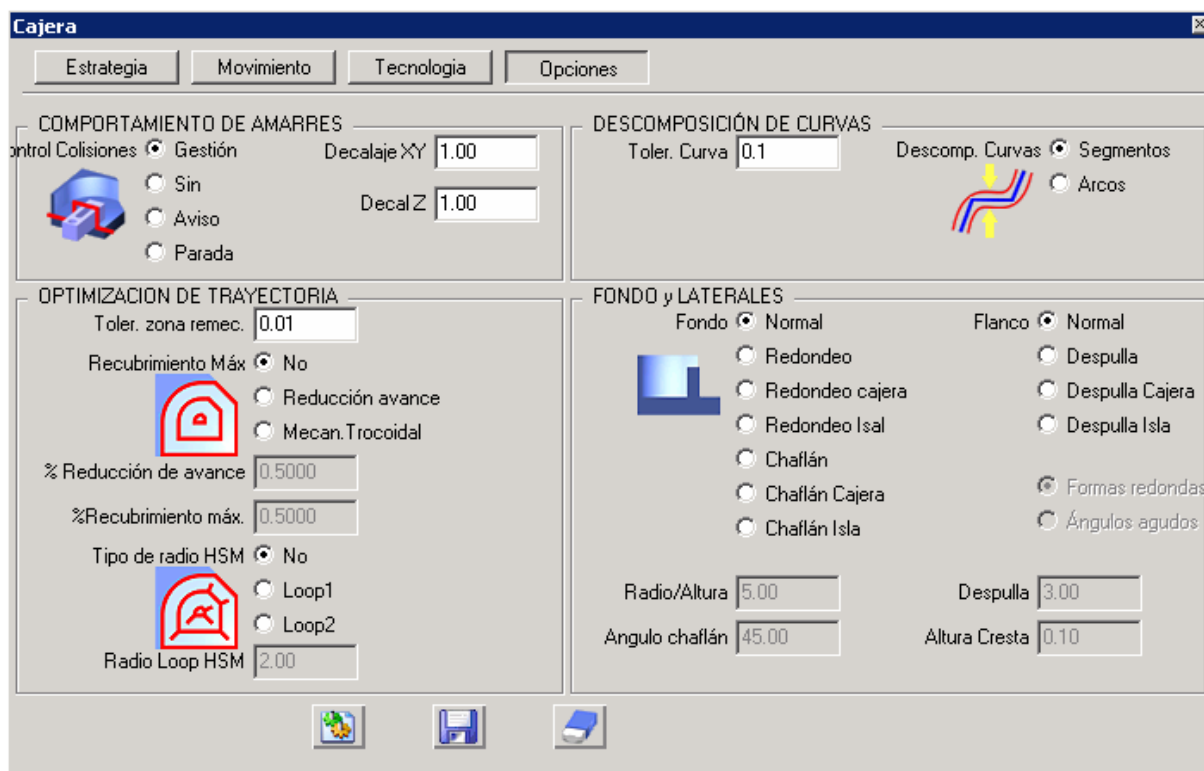 Cajera
Estrategia Movimiento Tecnologia Opciones
COMPORTAMIENTO DE AMARRES
ontrol Colisiones Gestión
Sin
Aviso
Parada
Decalaje XY 1.00
Decal Z 1.00
DESCOMPOSICIÓN DE CURVAS
Toler. Curva 0.1
Descomp. Curvas Segmentos
Arcos
OPTIMIZACION DE TRAYECTORIA
Toler. zona remec. 0.01
Recubrimiento Máx No
Reducción avance
Mecan.Trocoidal
% Reducción de avance 0.5000
%Recubrimiento máx. 0.5000
Tipo de radio HSM No
Loop1
Loop2
Radio Loop HSM 2.00
FONDO y LATERALES
Fondo Normal
Redondeo
Redondeo cajera
Redondeo Isal
Chaflán
Chaflán Cajera
Chaflán Isla
Flanco Normal
Despulla
Despulla Cajera
Despulla Isla
Formas redondas
Ángulos agudos
Radio/Altura 5.00
Despulla 3.00
Angulo chaflán 45.00
Altura Cresta 0.10